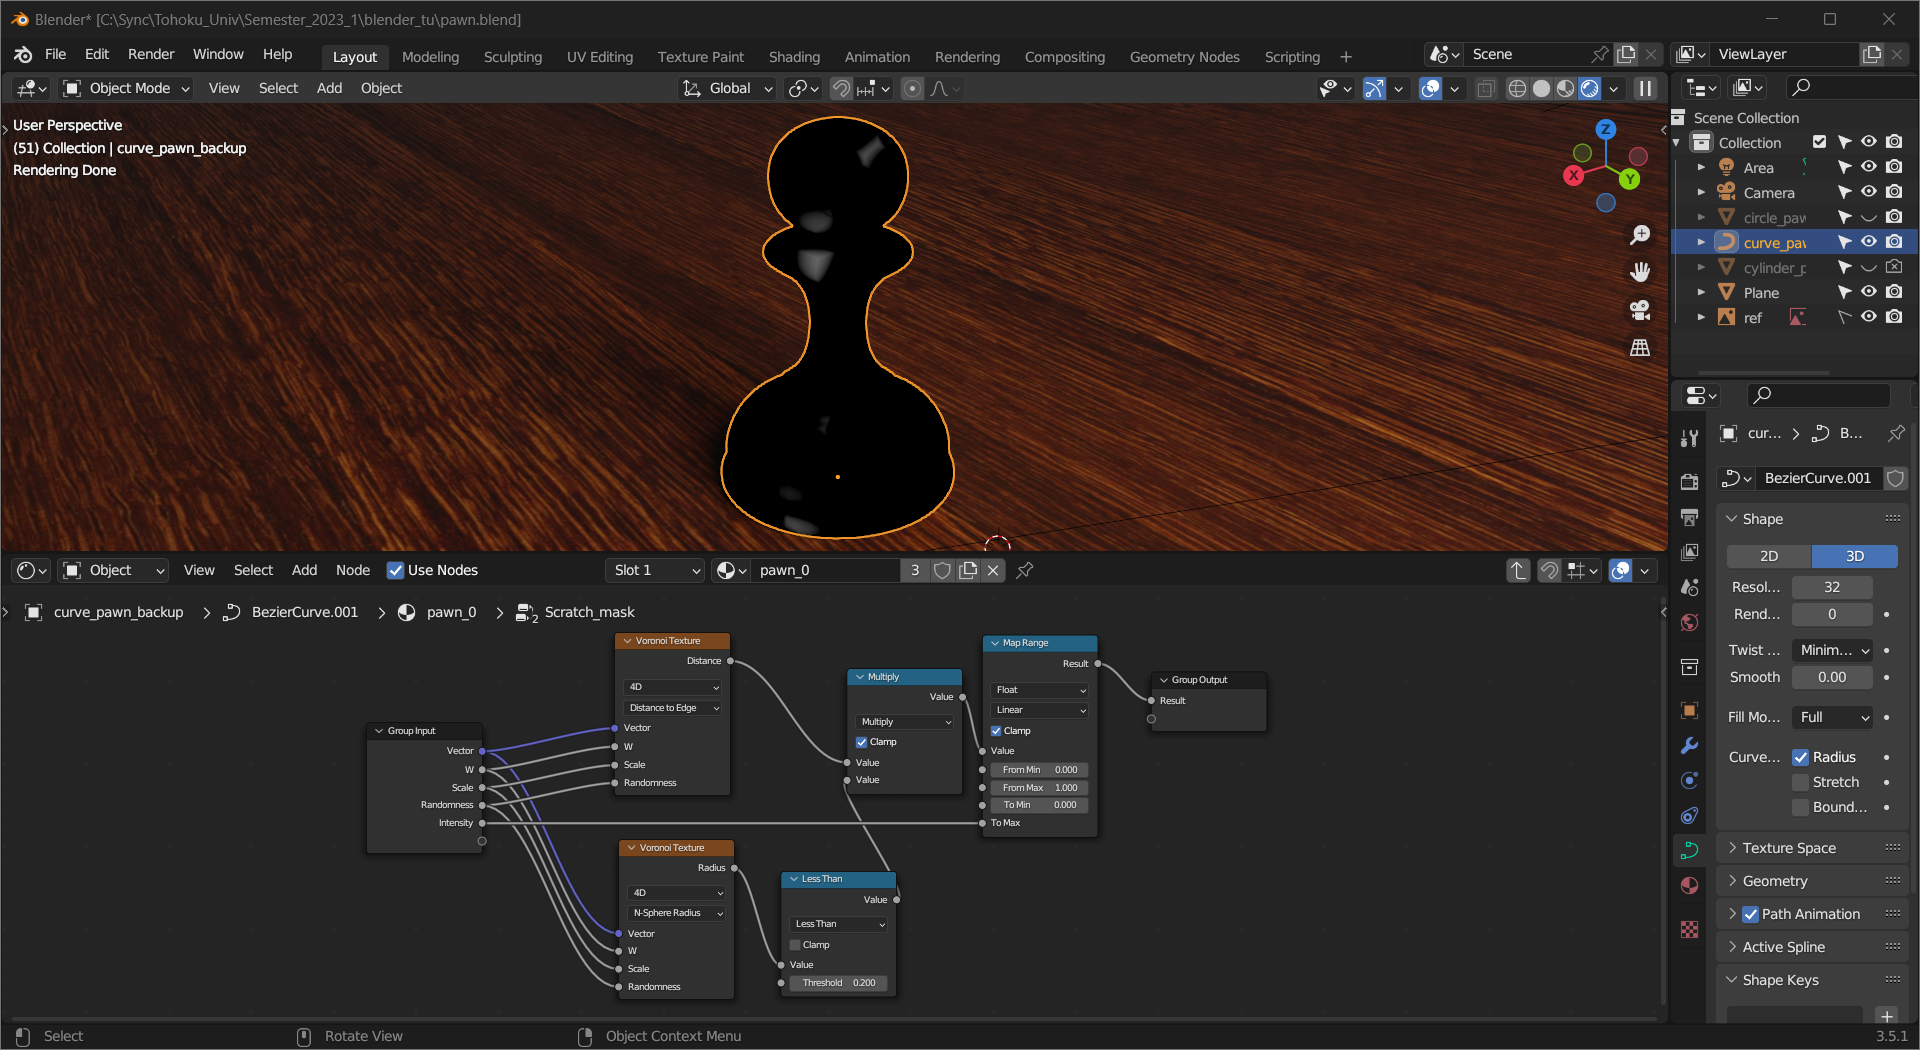 Blender* [C:\Sync\Tohoku_Univ\Semester_2023_1\blender_tu\pawn.blend]
File Edit Render Window Help Layout Modeling Sculpting UV Editing Texture Paint Shading Animation Rendering Compositing Geometry Nodes Scripting + Scene ViewLayer
Object Mode View Select Add Object Global
User Perspective
(51) Collection | curve_pawn_backup
Rendering Done
Z
X
Y
Scene Collection
Collection
Area
Camera
circle_paw
curve_paw
cylinder_p
Plane
ref
cur... B...
BezierCurve.001
Shape
2D 3D
Resol... 32
Rend... 0
Twist ... Minim...
Smooth 0.00
Fill Mo... Full
Curve... Radius
Stretch
Bound...
Texture Space
Geometry
Path Animation
Active Spline
Shape Keys
+
Object View Select Add Node Use Nodes Slot 1 pawn_0 3
curve_pawn_backup BezierCurve.001 pawn_0 2 Scratch_mask
Group Input
Vector
W
Scale
Randomness
Intensity
Voronoi Texture
Distance
4D
Distance to Edge
Vector
W
Scale
Randomness
Voronoi Texture
Radius
4D
N-Sphere Radius
Vector
W
Scale
Randomness
Less Than
Value
Less Than
Clamp
Value
Threshold 0.200
Multiply
Value
Multiply
Clamp
Value
Value
Map Range
Result
Float
Linear
Clamp
Value
From Min 0.000
From Max 1.000
To Min 0.000
To Max
Group Output
Result
Select Rotate View Object Context Menu 3.5.1